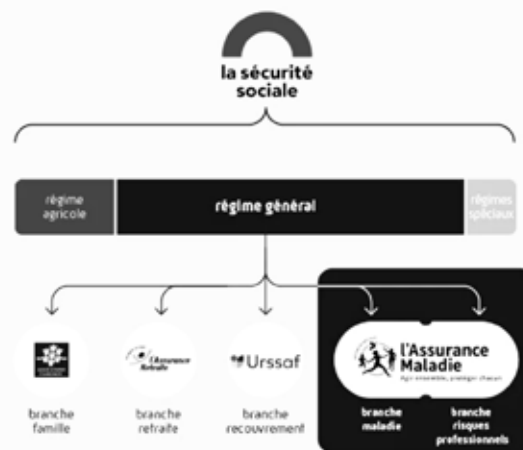 la sécurité
sociale
régime
agricole
régime général
régimes
spéciaux
l'Assurance
Retraite
Urssaf
l'Assurance
Maladie
Agir ensemble, protéger chacun
branche
famille
branche
retraite
branche
recouvrement
branche
maladie
branche
risques
professionnels